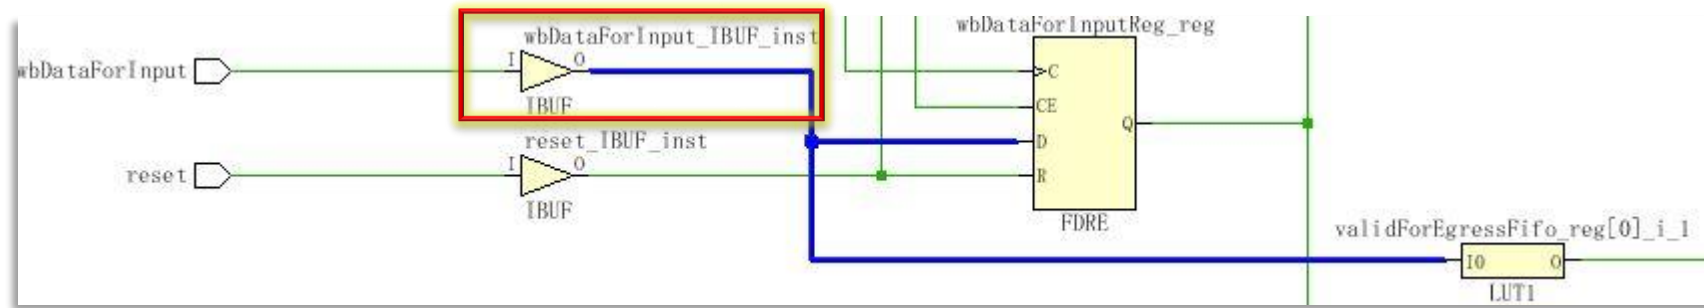 wbDataForInput_IBUF_inst
wbDataForInputReg_reg
wbDataForInput
I
O
IBUF
C
CE
D
R
Q
FDRE
reset_IBUF_inst
reset
I
O
IBUF
validForEgressFifo_reg[0]_i_1
I0
O
LUT1